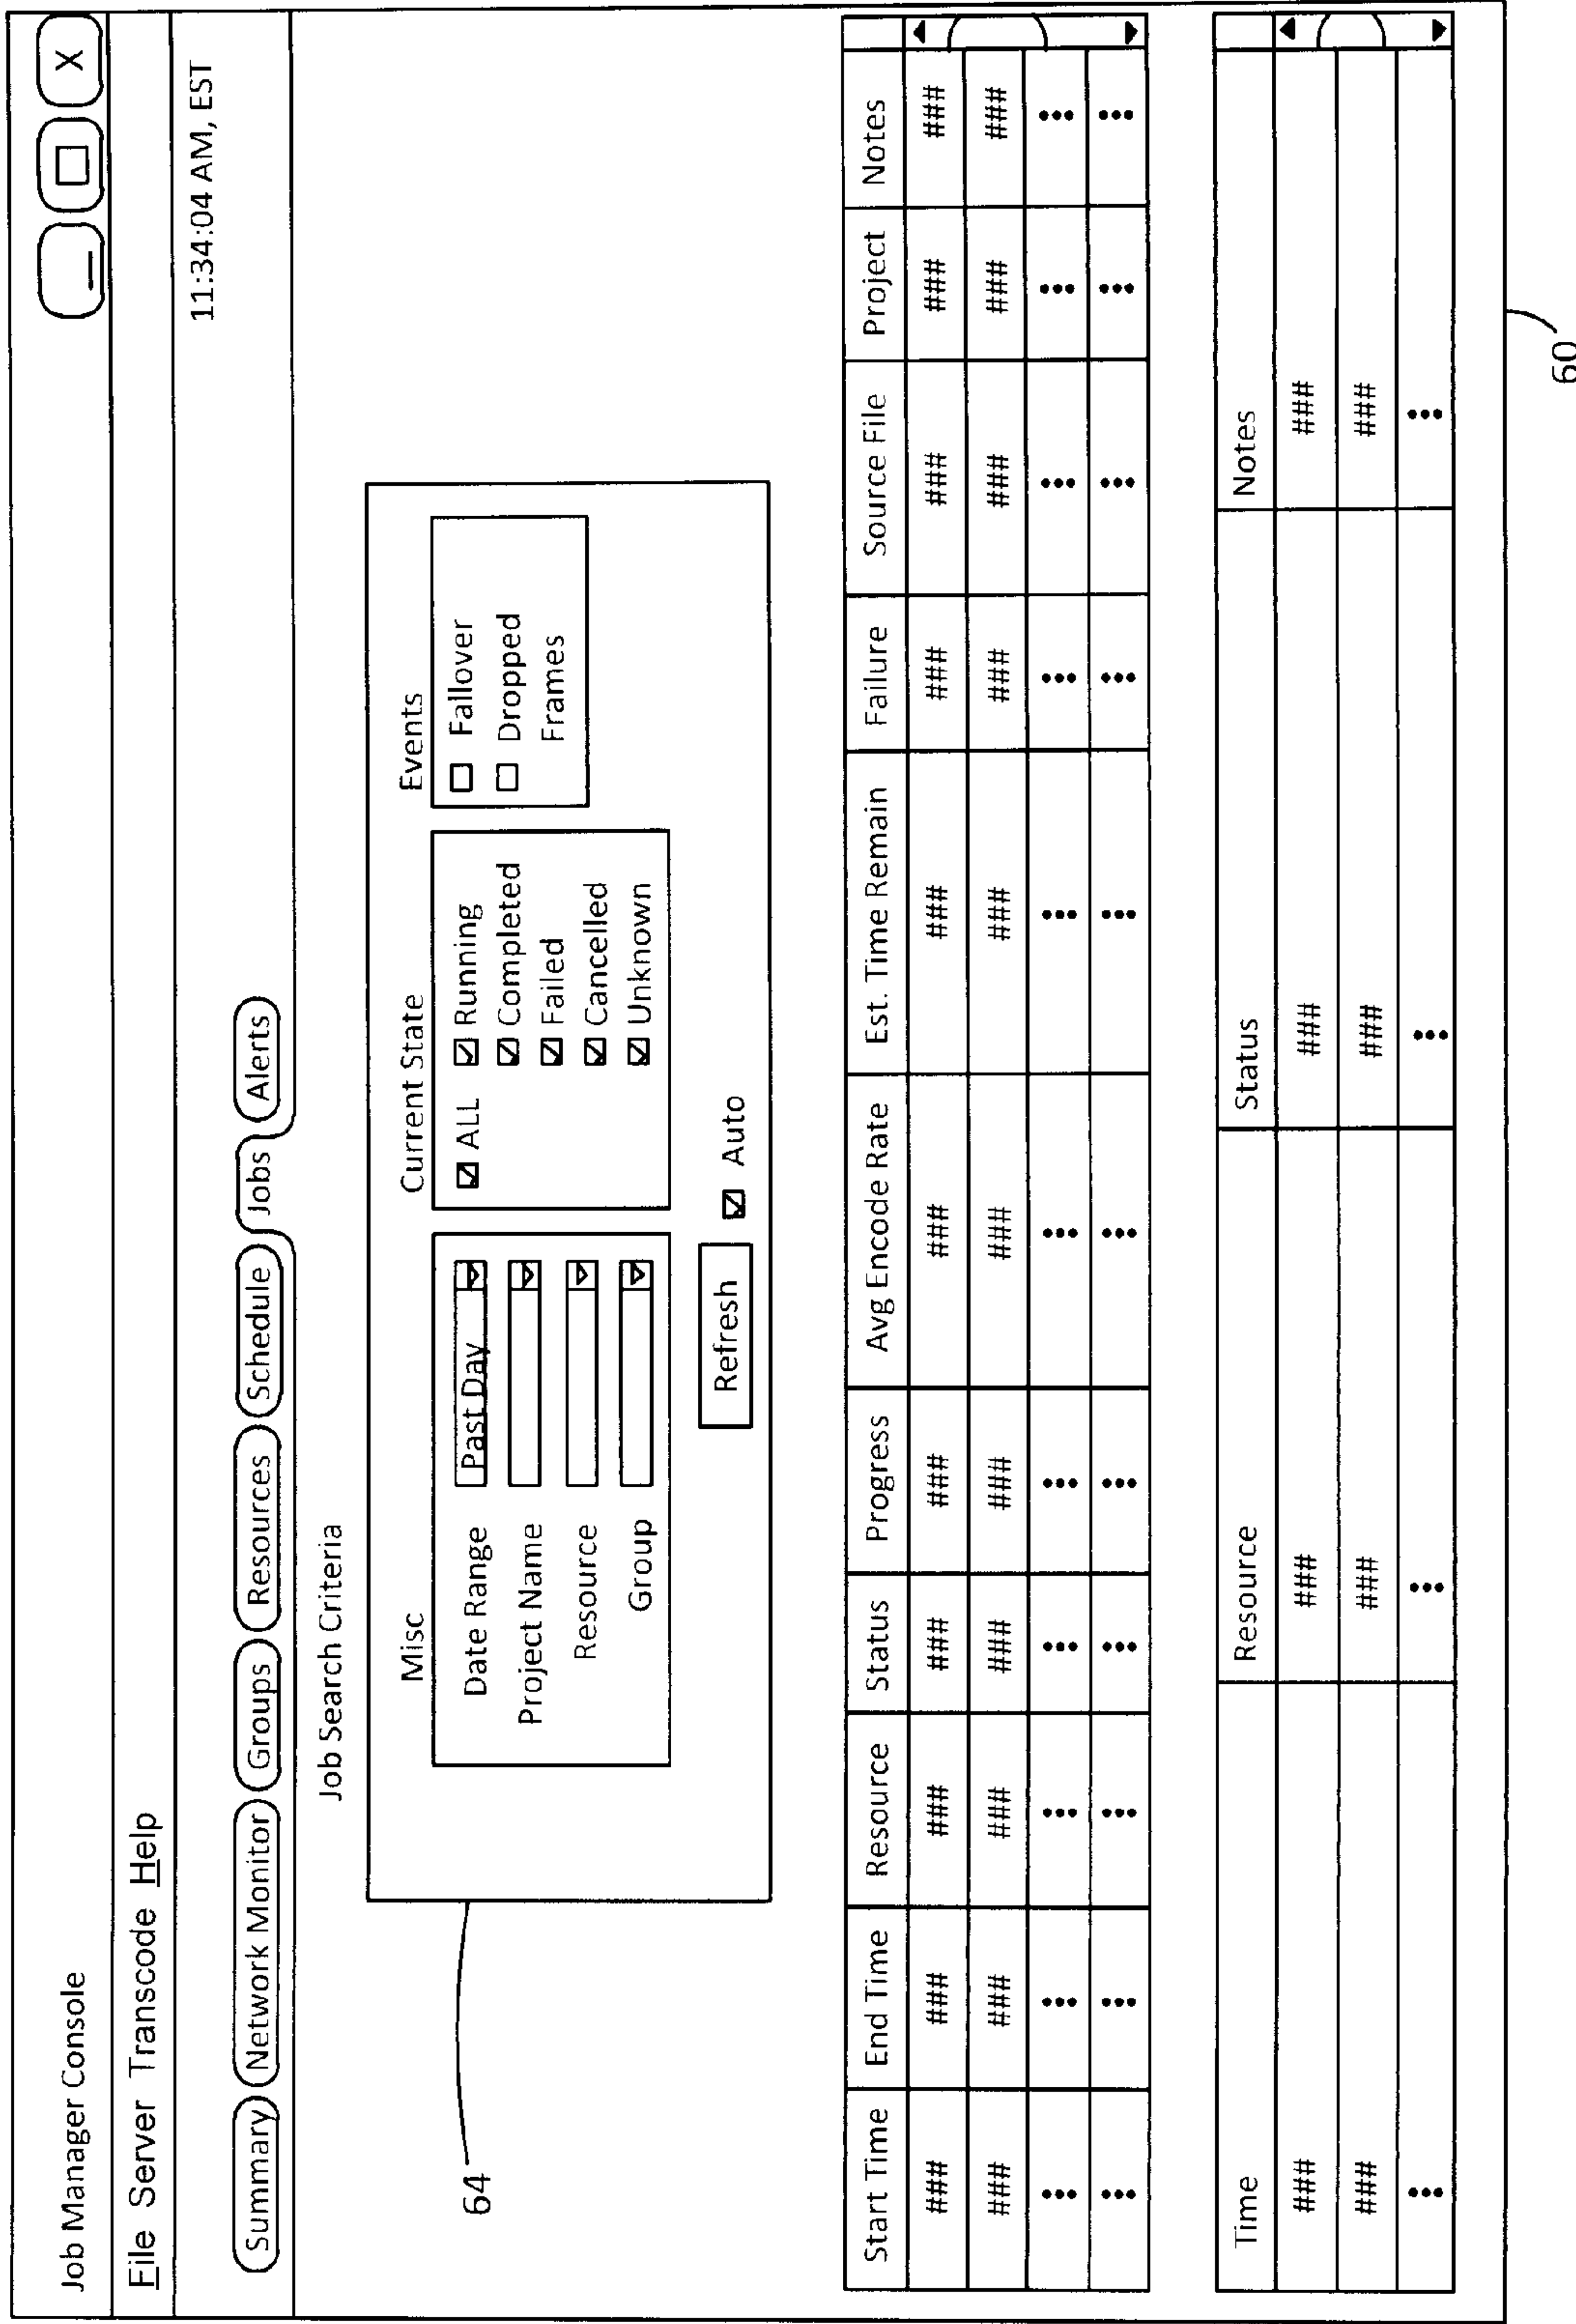 Job Manager Console _ X
File Server Transcode Help
11:34:04 AM, EST
Summary Network Monitor Groups Resources Schedule Jobs Alerts
Job Search Criteria
64
Misc
Date Range Past Day
Project Name
Resource
Group
Current State
ALL Running
Completed
Failed
Cancelled
Unknown
Events
Fallover
Dropped
Frames
Refresh Auto
Start Time End Time Resource Status Progress Avg Encode Rate Est. Time Remain Failure Source File Project Notes
### ### ### ### ### ### ### ### ### ### ###
### ### ### ### ### ### ### ### ### ### ###
••• ••• ••• ••• ••• ••• ••• ••• ••• ••• •••
••• ••• ••• ••• ••• ••• ••• ••• ••• ••• •••
Time Resource Status Notes
### ### ### ###
### ### ### ###
••• ••• ••• •••
60